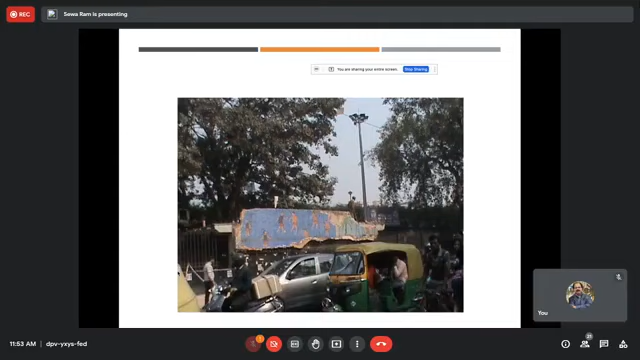 REC
Sewa Ram is presenting
You are sharing your entire screen.
Stop Sharing
You
11:53 AM
dpv-yxys-fed